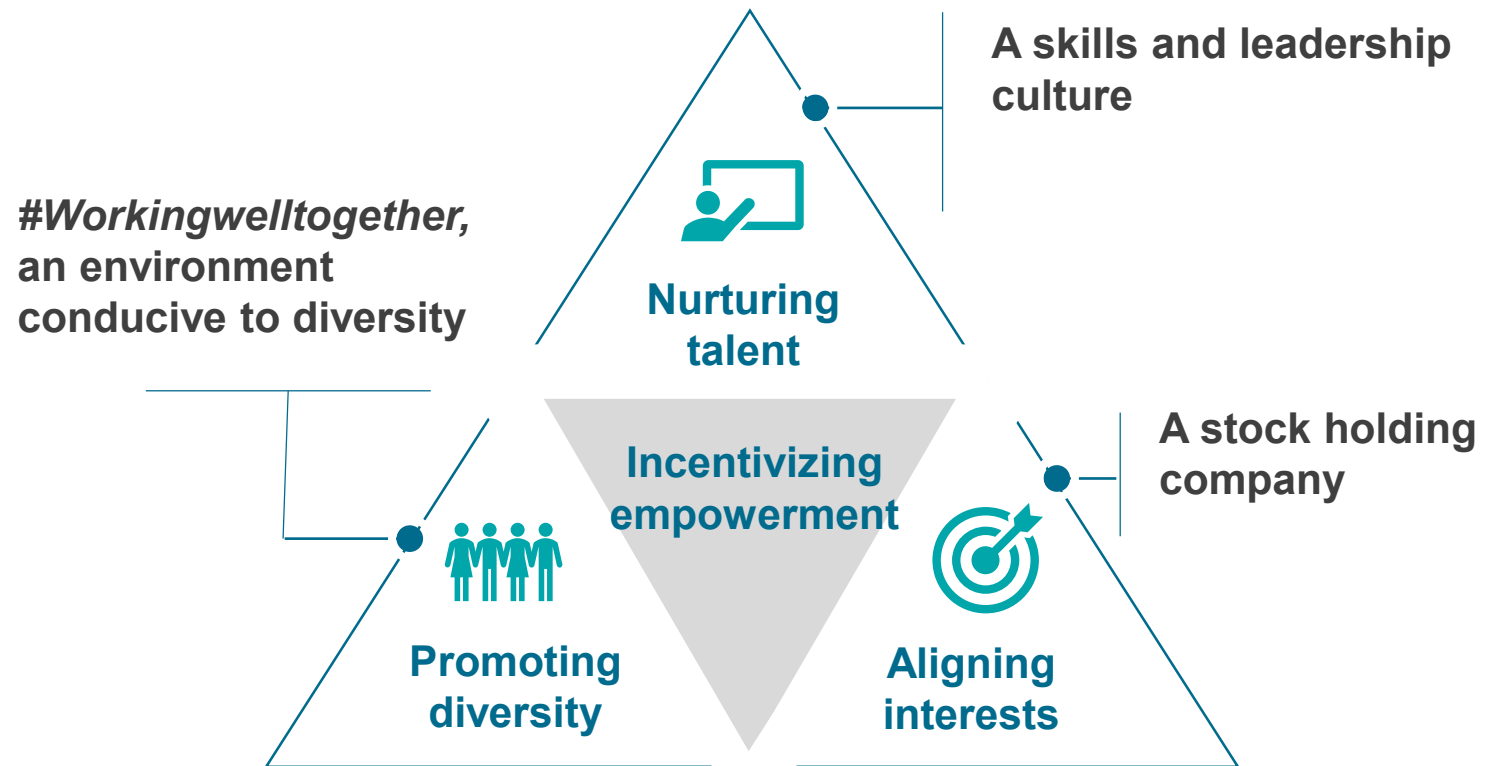 A skills and leadership
culture
#Workingwelltogether,
an environment
conducive to diversity
Nurturing
talent
A stock holding
company
Incentivizing
empowerment
Promoting
diversity
Aligning
interests